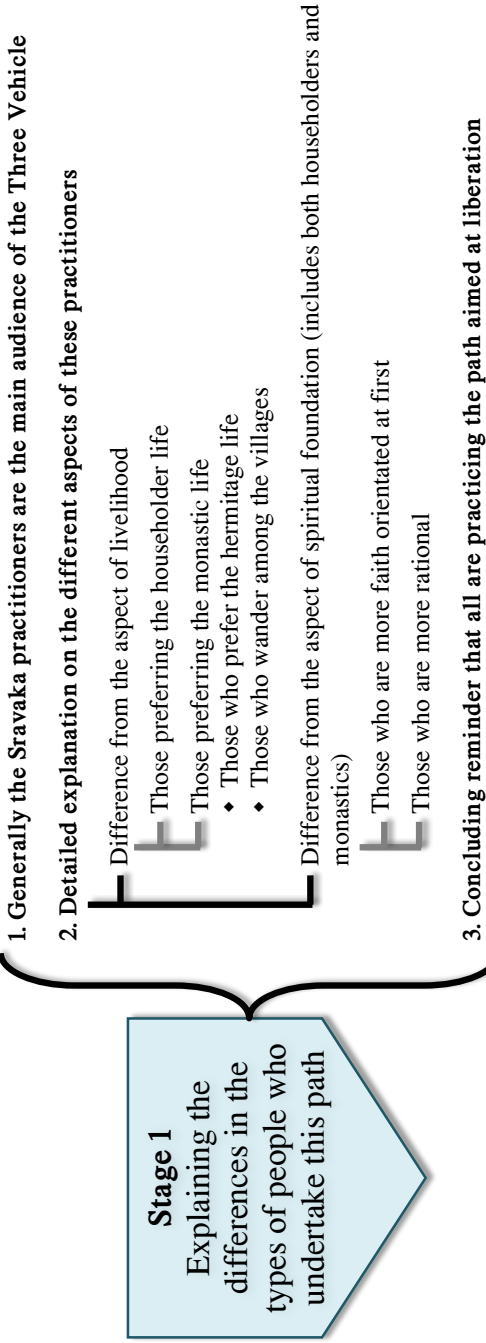 Stage 1
Explaining the
differences in the
types of people who
undertake this path
1. Generally the Sravaka practitioners are the main audience of the Three Vehicle
2. Detailed explanation on the different aspects of these practitioners
Difference from the aspect of livelihood
Those preferring the householder life
Those preferring the monastic life
◆ Those who prefer the hermitage life
◆ Those who wander among the villages
Difference from the aspect of spiritual foundation (includes both householders and
monastics)
Those who are more faith orientated at first
Those who are more rational
3. Concluding reminder that all are practicing the path aimed at liberation